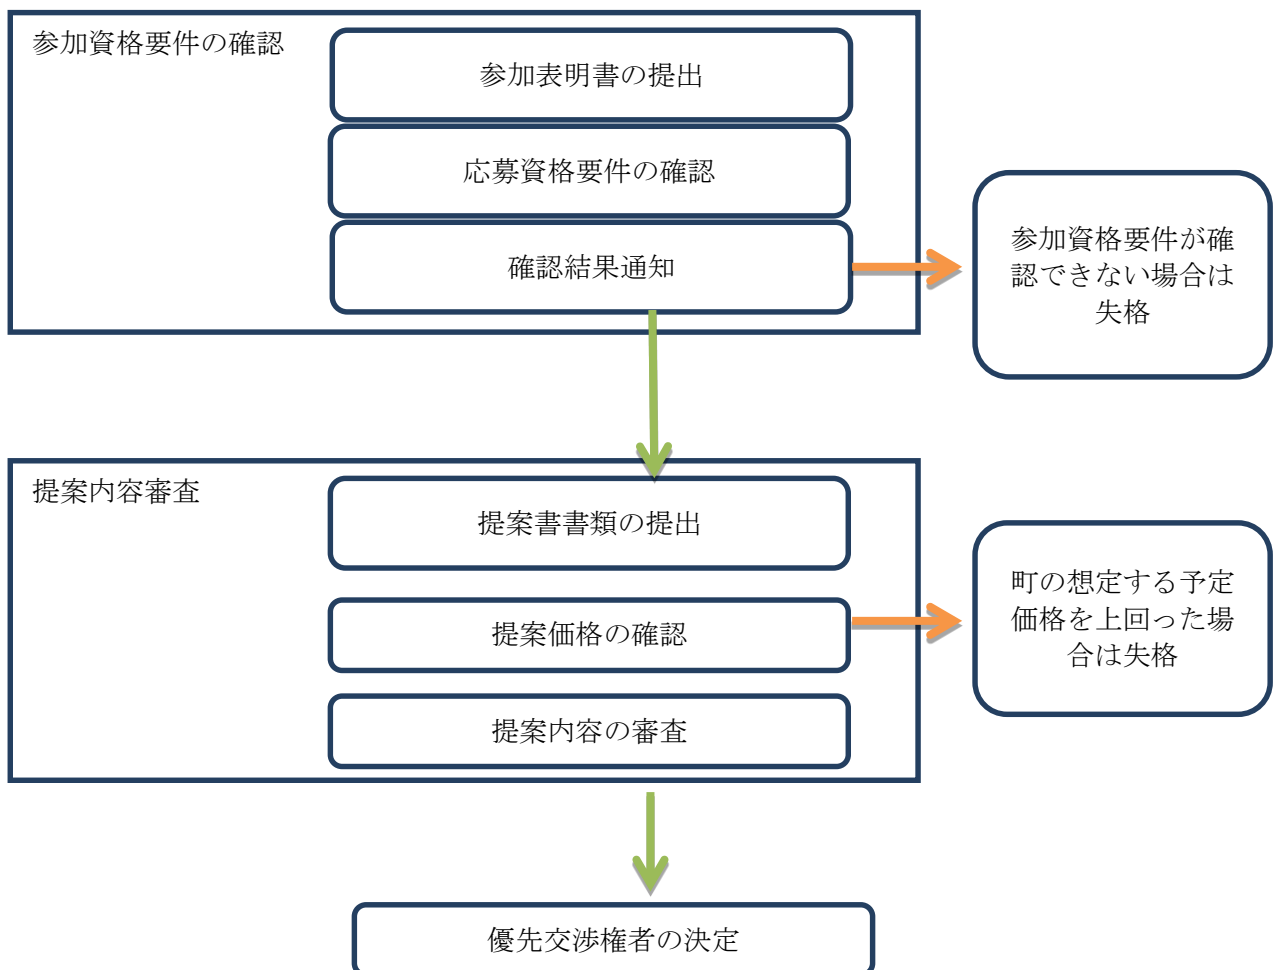 参加資格要件の確認
参加表明書の提出
応募資格要件の確認
確認結果通知
参加資格要件が確
認できない場合は
失格
提案内容審査
提案書書類の提出
提案価格の確認
町の想定する予定
価格を上回った場
合は失格
提案内容の審査
優先交渉権者の決定